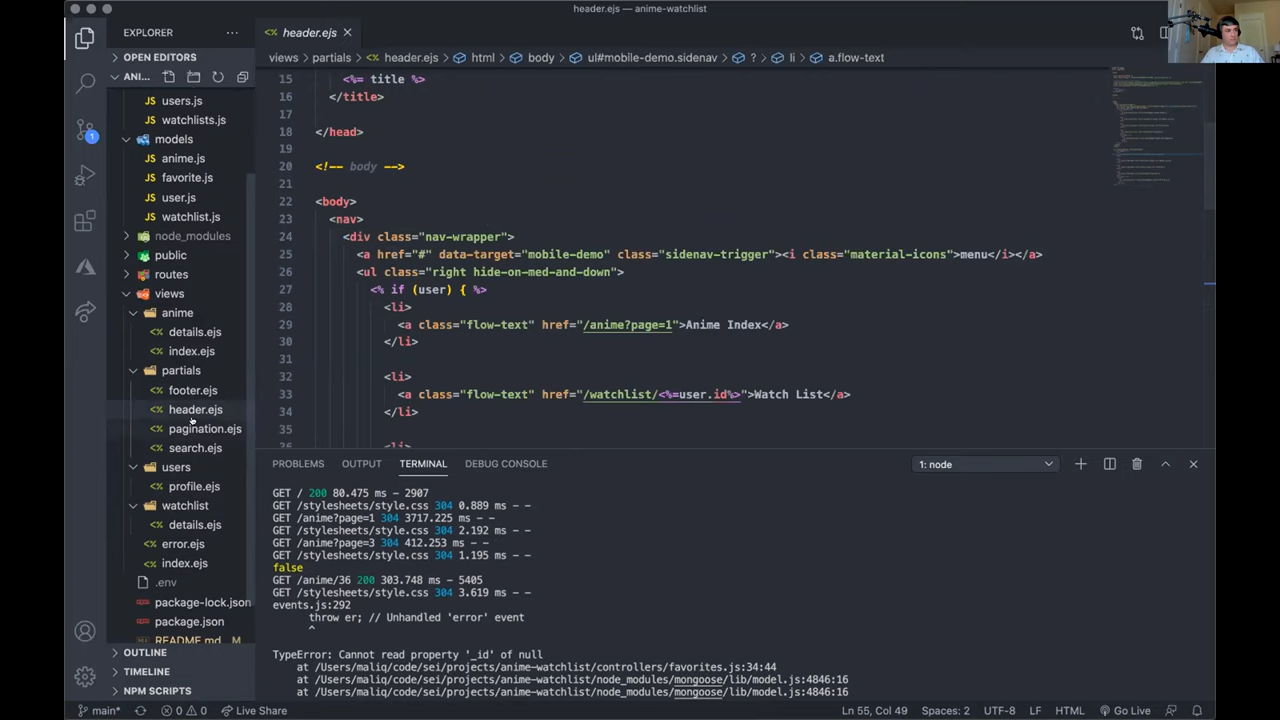 header.ejs — anime-watchlist
EXPLORER
header.ejs
OPEN EDITORS
views > partials > header.ejs > html > body > ul#mobile-demo.sidenav > ? > li > a.flow-text
ANI...
users.js
watchlists.js
models
anime.js
favorite.js
user.js
watchlist.js
node_modules
public
routes
views
anime
details.ejs
index.ejs
partials
footer.ejs
header.ejs
pagination.ejs
search.ejs
users
profile.ejs
watchlist
details.ejs
error.ejs
index.ejs
.env
package-lock.json
package.json
README.md M
OUTLINE
TIMELINE
NPM SCRIPTS
15 <%= title %>
16 </title>
17
18 </head>
19
20 <!-- body -->
21
22 <body>
23 <nav>
24 <div class="nav-wrapper">
25 <a href="#" data-target="mobile-demo" class="sidenav-trigger"><i class="material-icons">menu</i></a>
26 <ul class="right hide-on-med-and-down">
27 <% if (user) { %>
28 <li>
29 <a class="flow-text" href="/anime?page=1">Anime Index</a>
30 </li>
31
32 <li>
33 <a class="flow-text" href="/watchlist/<%=user.id%>">Watch List</a>
34 </li>
35
36 <li>
PROBLEMS OUTPUT TERMINAL DEBUG CONSOLE 1: node
GET / 200 80.475 ms - 2907
GET /stylesheets/style.css 304 0.889 ms - -
GET /anime?page=1 304 3717.225 ms - -
GET /stylesheets/style.css 304 2.192 ms - -
GET /anime?page=3 304 412.253 ms - -
GET /stylesheets/style.css 304 1.195 ms - -
false
GET /anime/36 200 303.748 ms - 5405
GET /stylesheets/style.css 304 3.619 ms - -
events.js:292
throw er; // Unhandled 'error' event
^
TypeError: Cannot read property '_id' of null
at /Users/maliq/code/sei/projects/anime-watchlist/controllers/favorites.js:34:44
at /Users/maliq/code/sei/projects/anime-watchlist/node_modules/mongoose/lib/model.js:4846:16
at /Users/maliq/code/sei/projects/anime-watchlist/node_modules/mongoose/lib/model.js:4846:16
main* 0 0 Live Share Ln 55, Col 49 Spaces: 2 UTF-8 LF HTML Go Live
1